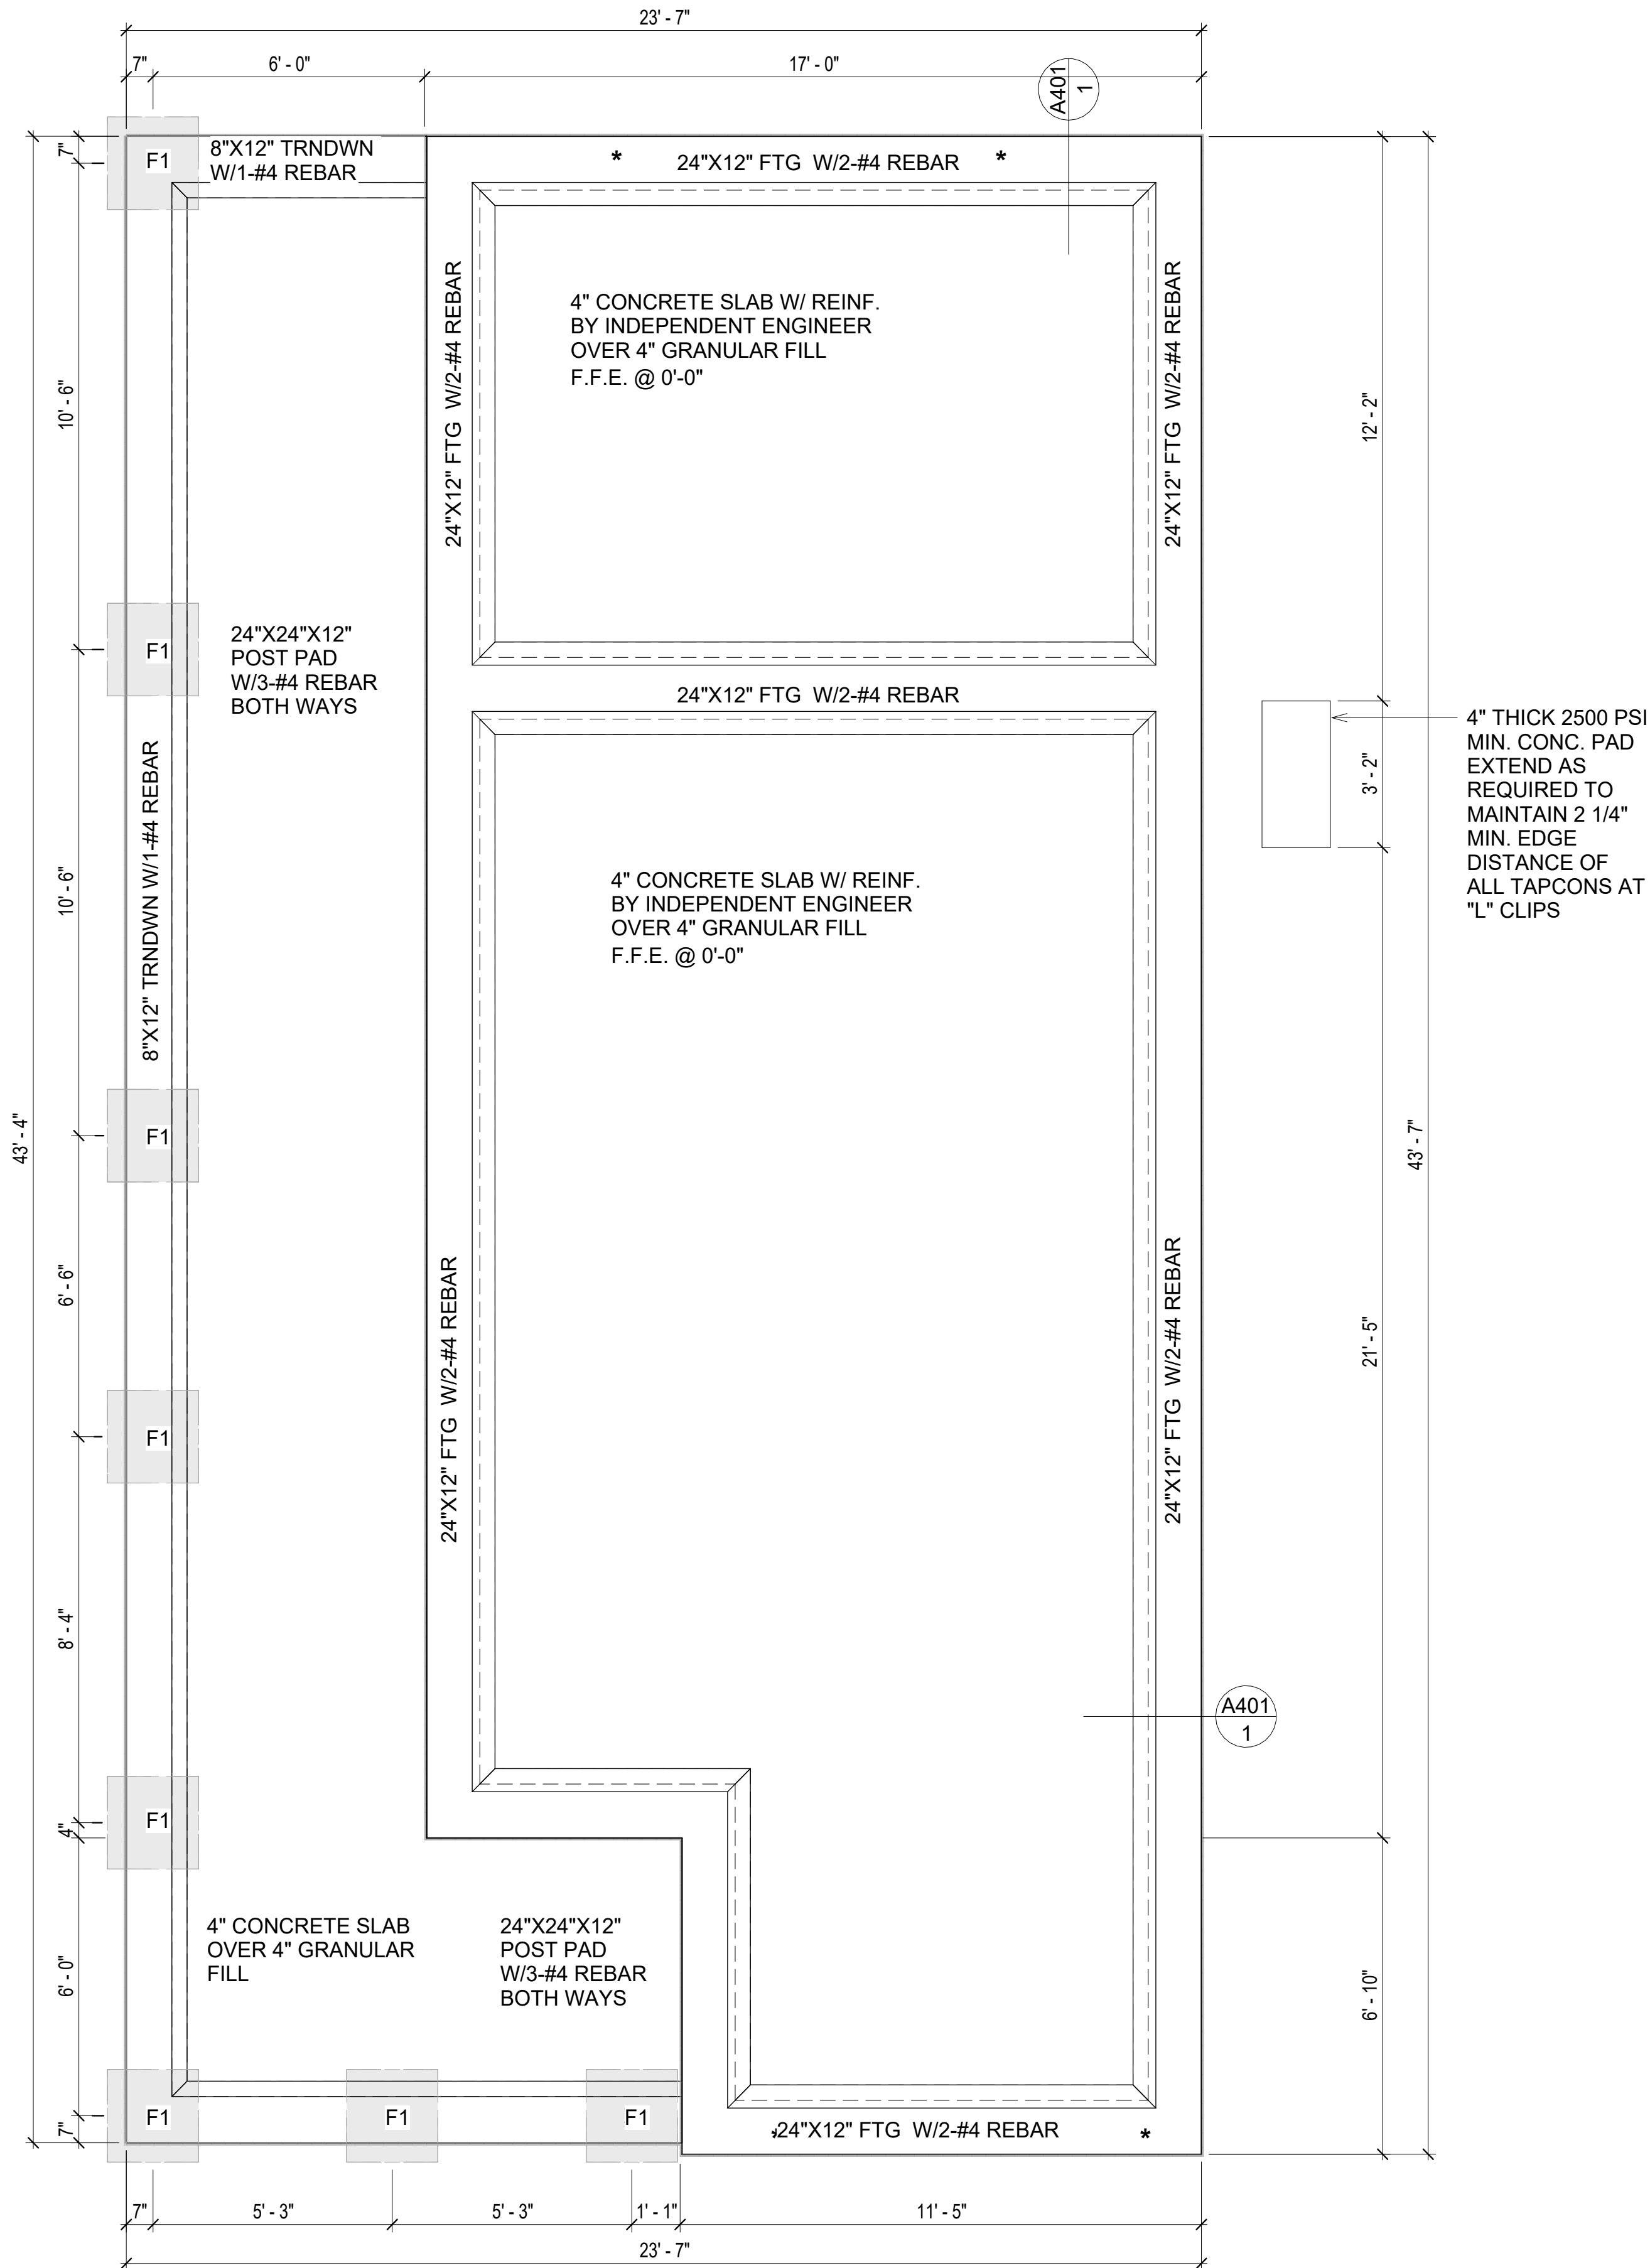 23' - 7"
7"
6' - 0"
17' - 0"
A401
1
7"
F1
8"X12" TRNDWN
W/1-#4 REBAR
*
24"X12" FTG W/2-#4 REBAR
*
24"X12" FTG W/2-#4 REBAR
24"X12" FTG W/2-#4 REBAR
4" CONCRETE SLAB W/ REINF.
BY INDEPENDENT ENGINEER
OVER 4" GRANULAR FILL
F.F.E. @ 0'-0"
10' - 6"
12' - 2"
F1
24"X24"X12"
POST PAD
W/3-#4 REBAR
BOTH WAYS
24"X12" FTG W/2-#4 REBAR
4" THICK 2500 PSI
MIN. CONC. PAD
EXTEND AS
REQUIRED TO
MAINTAIN 2 1/4"
MIN. EDGE
DISTANCE OF
ALL TAPCONS AT
"L" CLIPS
3' - 2"
8"X12" TRNDWN W/1-#4 REBAR
10' - 6"
4" CONCRETE SLAB W/ REINF.
BY INDEPENDENT ENGINEER
OVER 4" GRANULAR FILL
F.F.E. @ 0'-0"
43' - 4"
F1
43' - 7"
6' - 6"
24"X12" FTG W/2-#4 REBAR
24"X12" FTG W/2-#4 REBAR
21' - 5"
F1
8' - 4"
A401
1
F1
4"
4" CONCRETE SLAB
OVER 4" GRANULAR
FILL
24"X24"X12"
POST PAD
W/3-#4 REBAR
BOTH WAYS
6' - 0"
6' - 10"
F1
F1
F1
7"
24"X12" FTG W/2-#4 REBAR
*
7"
5' - 3"
5' - 3"
1' - 1"
11' - 5"
23' - 7"